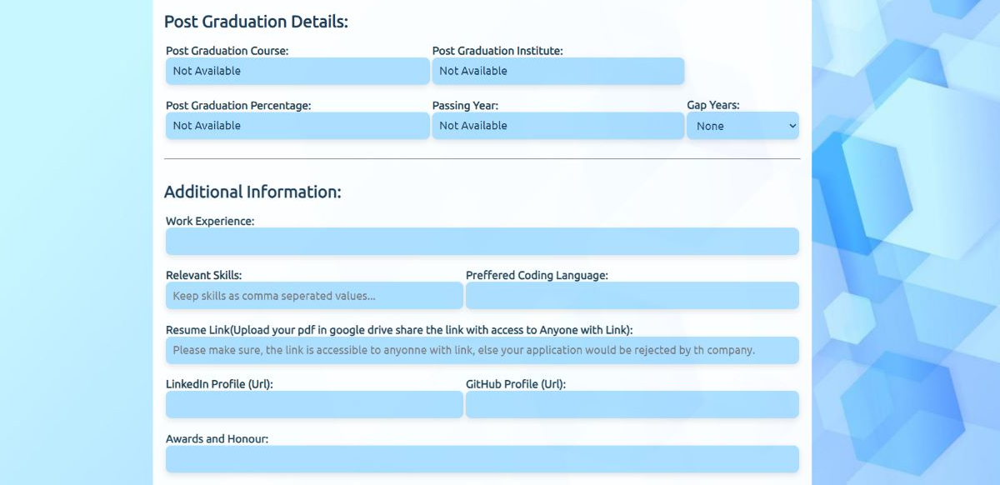 Post Graduation Details:
Post Graduation Course: Post Graduation Institute:
Not Available Not Available
Post Graduation Percentage: Passing Year: Gap Years:
Not Available Not Available None
Additional Information:
Work Experience:
Relevant Skills: Preffered Coding Language:
Keep skills as comma seperated values...
Resume Link(Upload your pdf in google drive share the link with access to Anyone with Link):
Please make sure, the link is accessible to anyonne with link, else your application would be rejected by th company.
LinkedIn Profile (Url): GitHub Profile (Url):
Awards and Honour: